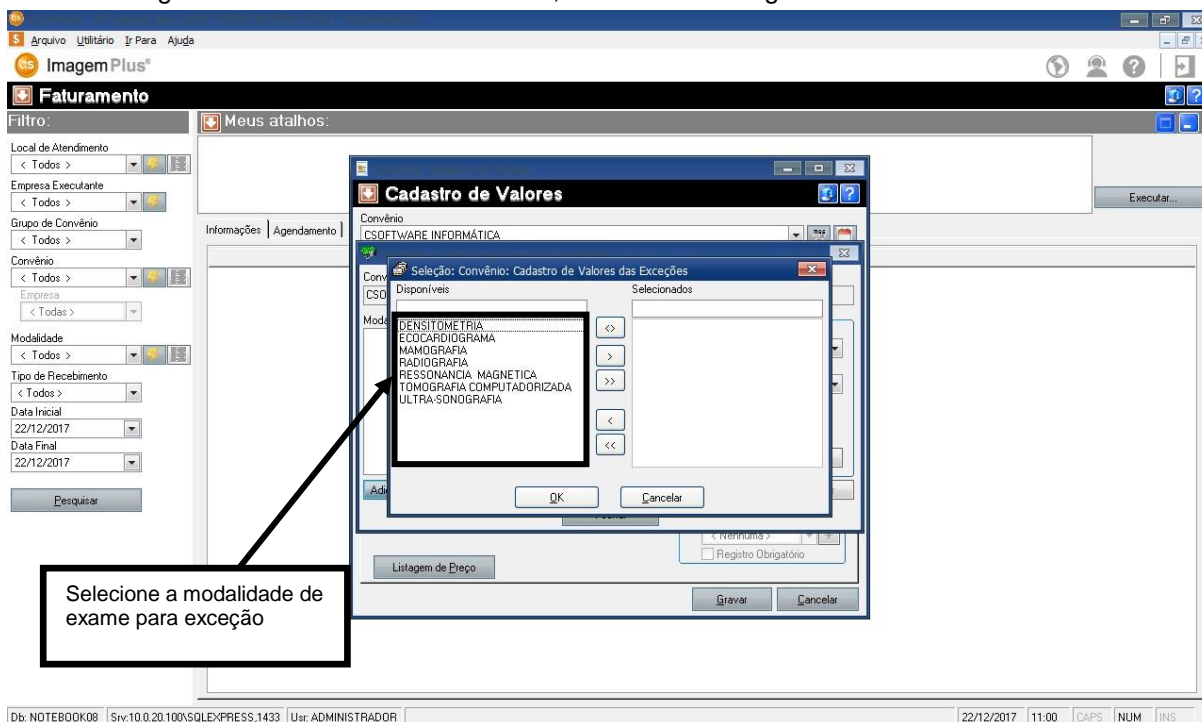 Arquivo Utilitário Ir Para Ajuda
ImagemPlus®
Faturamento
Filtro:
Meus atalhos:
Local de Atendimento
< Todos >
Empresa Executante
< Todos >
Grupo de Convênio
< Todos >
Convênio
< Todos >
Empresa
< Todas >
Modalidade
< Todos >
Tipo de Recebimento
< Todos >
Data Inicial
22/12/2017
Data Final
22/12/2017
Pesquisar
Executar...
Informações Agendamento
Cadastro de Valores
Convênio
CSOFTWARE INFORMÁTICA
Seleção: Convênio: Cadastro de Valores das Exceções
Disponíveis
Selecionados
DENSITOMETRIA
ECOCARDIOGRAMA
MAMOGRAFIA
RADIOGRAFIA
RESSONANCIA MAGNETICA
TOMOGRAFIA COMPUTADORIZADA
ULTRA-SONOGRAFIA
<>
>
>>
<
<<
OK
Cancelar
< Nenhuma >
Registro Obrigatório
Listagem de Preço
Gravar
Cancelar
Selecione a modalidade de
exame para exceção
Db: NOTEBOOK08 Srv:10.0.20.100\SQLEXPRESS,1433 Usr: ADMINISTRADOR 22/12/2017 11:00 CAPS NUM INS